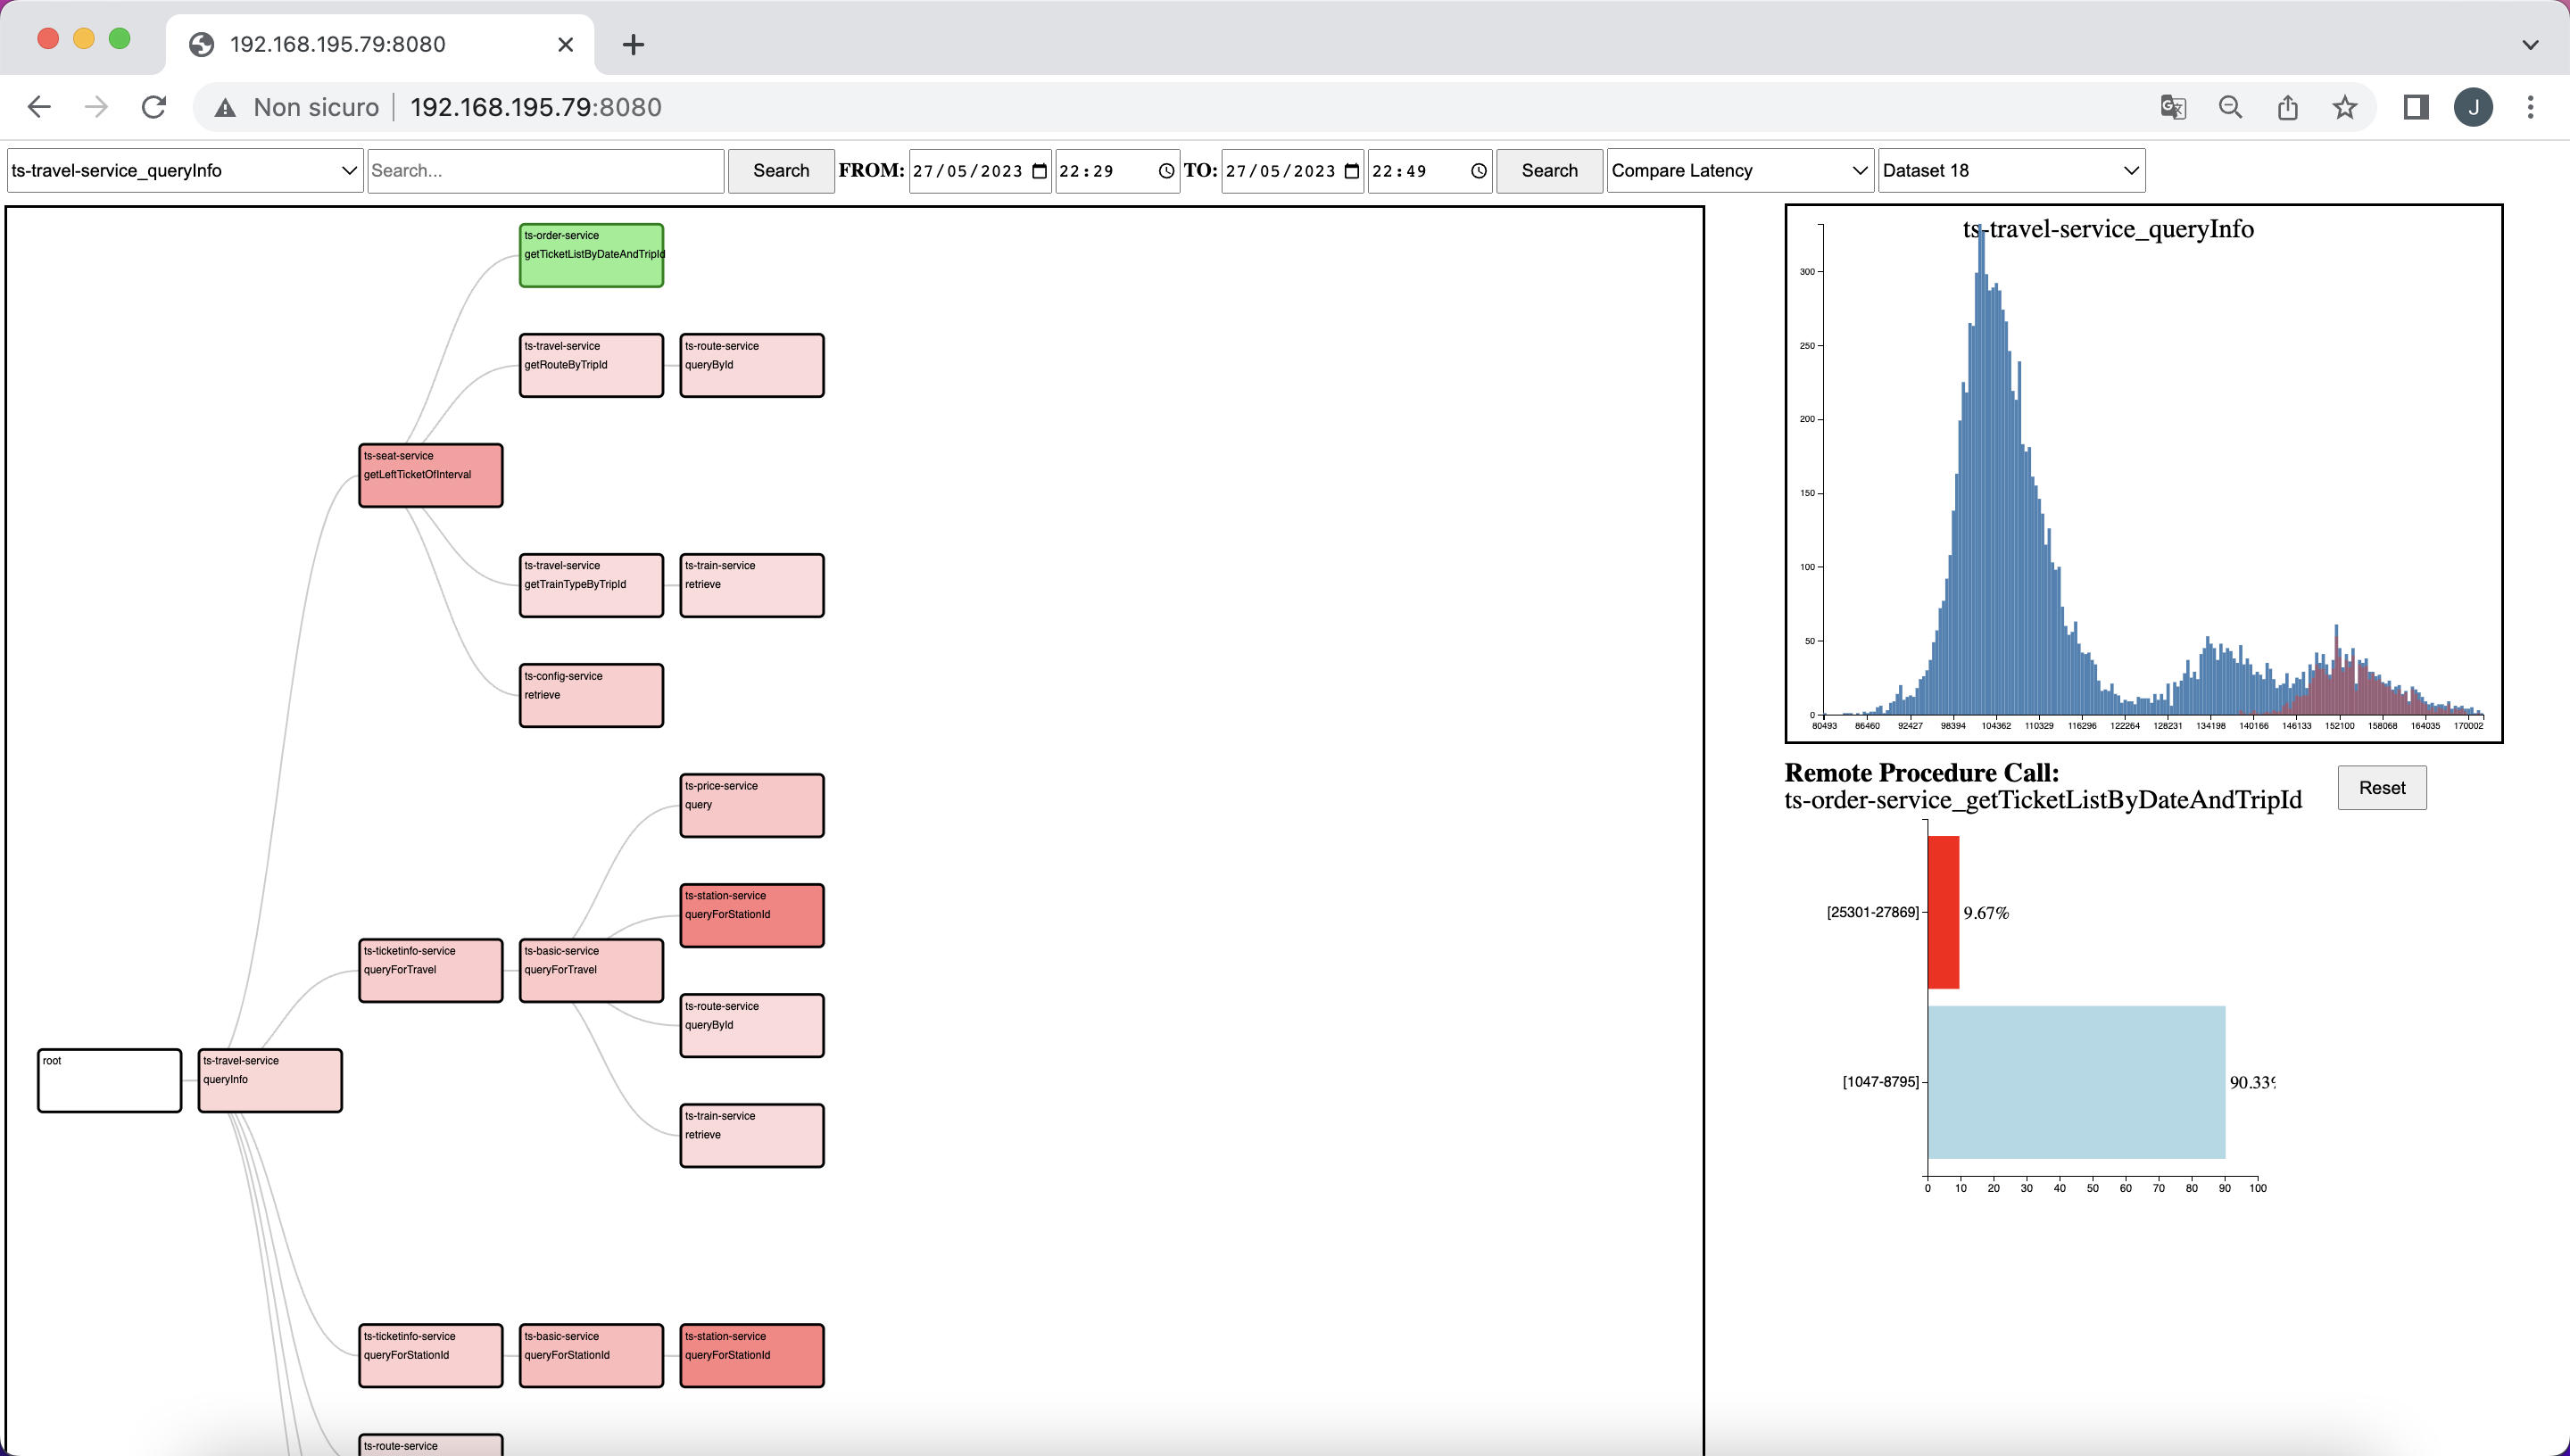 192.168.195.79:8080
Non sicuro 192.168.195.79:8080
J
ts-travel-service_queryInfo Search... Search FROM: 27/05/2023 22:29 TO: 27/05/2023 22:49 Search Compare Latency Dataset 18
ts-order-service
getTicketListByDateAndTripId
ts-travel-service
getRouteByTripId
ts-route-service
queryById
ts-seat-service
getLeftTicketOfInterval
ts-travel-service
getTrainTypeByTripId
ts-train-service
retrieve
ts-config-service
retrieve
ts-price-service
query
ts-station-service
queryForStationId
ts-ticketinfo-service
queryForTravel
ts-basic-service
queryForTravel
ts-route-service
queryById
root
ts-travel-service
queryInfo
ts-train-service
retrieve
ts-ticketinfo-service
queryForStationId
ts-basic-service
queryForStationId
ts-station-service
queryForStationId
ts-route-service
ts-travel-service_queryInfo
300
250
200
150
100
50
0
80493 86460 92427 98394 104362 110329 116296 122264 128231 134198 140166 146133 152100 158068 164035 170002
Remote Procedure Call:
ts-order-service_getTicketListByDateAndTripId
Reset
[25301-27869] 9.67%
[1047-8795] 90.33%
0 10 20 30 40 50 60 70 80 90 100